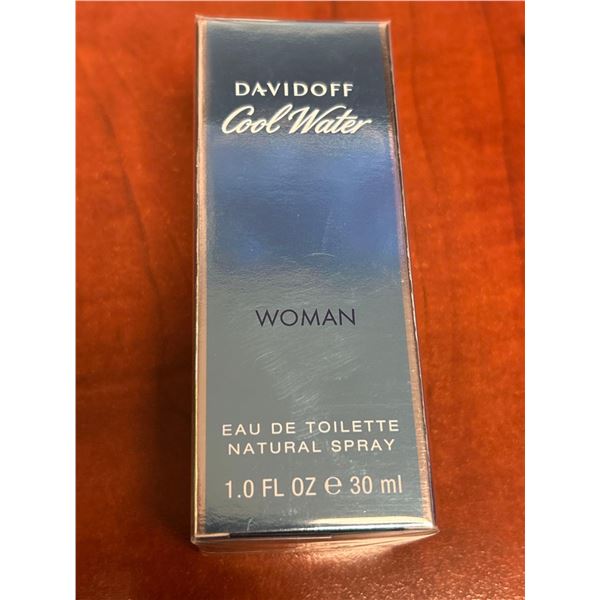 DAVIDOFF
Cool Water
WOMAN
EAU DE TOILETTE
NATURAL SPRAY
1.0 FL OZ ℮ 30 ml